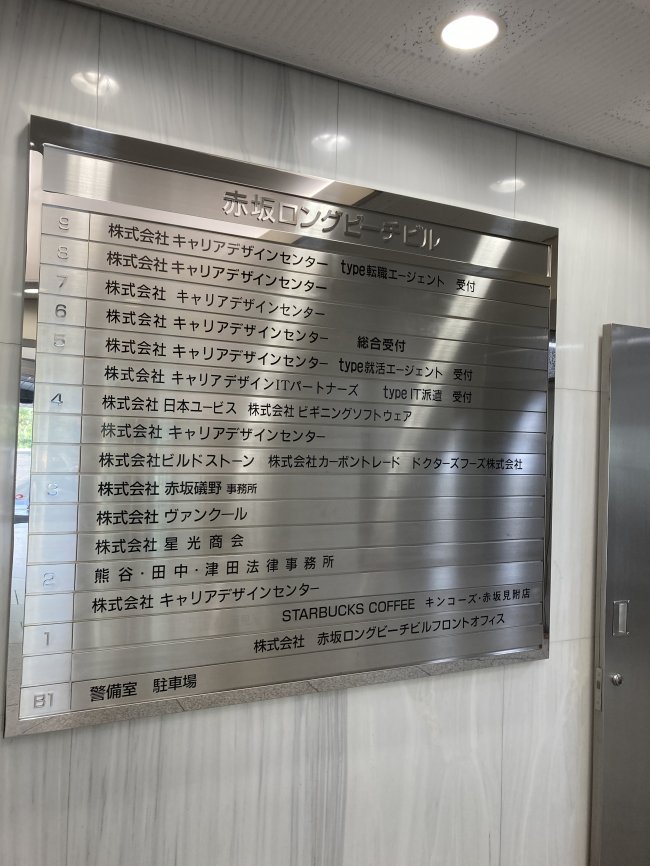 赤坂ロングビーチビル
9 株式会社 キャリアデザインセンター type転職エージェント 受付
8 株式会社 キャリアデザインセンター
7 株式会社 キャリアデザインセンター
6 株式会社 キャリアデザインセンター 総合受付
5 株式会社 キャリアデザインセンター type就活エージェント 受付
株式会社 キャリアデザインITパートナーズ type IT派遣 受付
4 株式会社 日本ユービス 株式会社 ビギニングソフトウェア
株式会社 キャリアデザインセンター
株式会社ビルドストーン 株式会社カーボントレード ドクターズフーズ株式会社
3 株式会社 赤坂礒野 事務所
株式会社 ヴァンクール
株式会社 星光商会
2 熊谷・田中・津田法律事務所
株式会社 キャリアデザインセンター
STARBUCKS COFFEE キンコーズ・赤坂見附店
1 株式会社 赤坂ロングビーチビルフロントオフィス
B1 警備室 駐車場